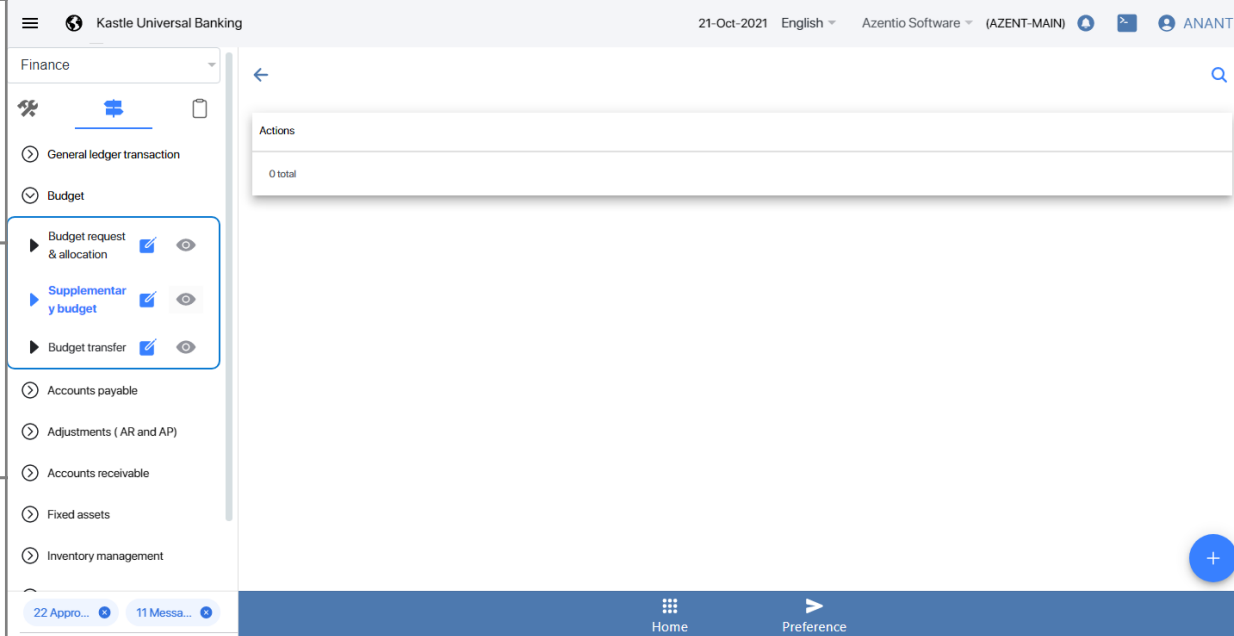 Kastle Universal Banking
21-Oct-2021 English Azentio Software (AZENT-MAIN) ANANT
Finance
Actions
0 total
General ledger transaction
Budget
Budget request
& allocation
Supplementar
y budget
Budget transfer
Accounts payable
Adjustments ( AR and AP)
Accounts receivable
Fixed assets
Inventory management
22 Appro... 11 Messa...
Home
Preference